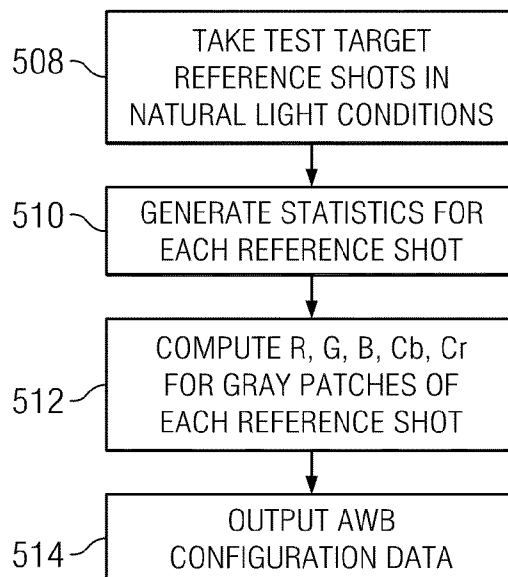 508
TAKE TEST TARGET
REFERENCE SHOTS IN
NATURAL LIGHT CONDITIONS
510
GENERATE STATISTICS FOR
EACH REFERENCE SHOT
512
COMPUTE R, G, B, Cb, Cr
FOR GRAY PATCHES OF
EACH REFERENCE SHOT
514
OUTPUT AWB
CONFIGURATION DATA